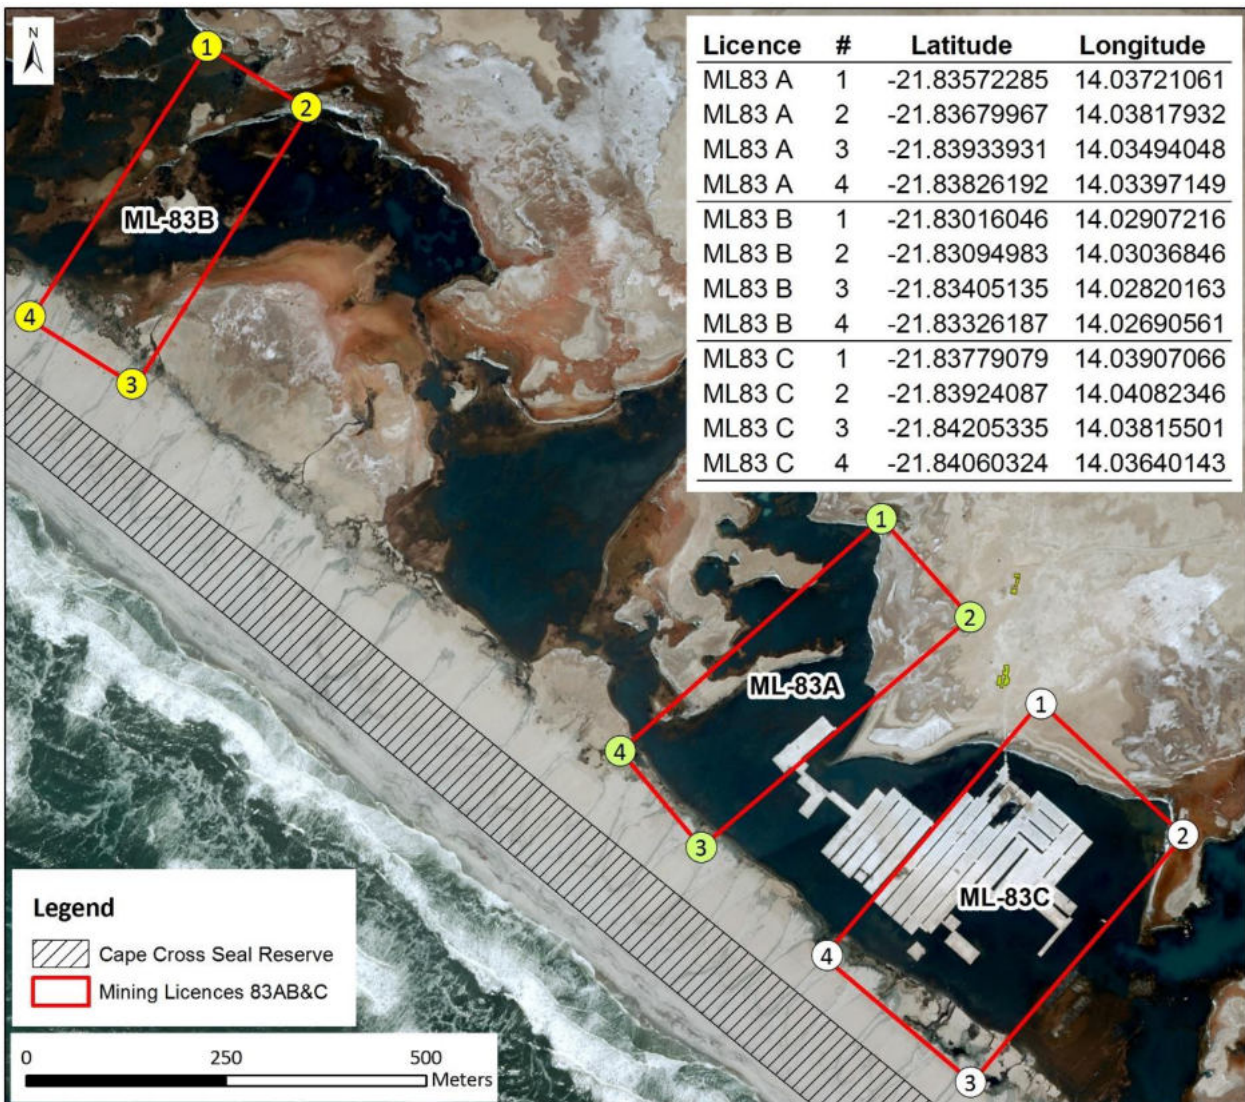 N
Licence # Latitude Longitude
ML83 A 1 -21.83572285 14.03721061
ML83 A 2 -21.83679967 14.03817932
ML83 A 3 -21.83933931 14.03494048
ML83 A 4 -21.83826192 14.03397149
ML83 B 1 -21.83016046 14.02907216
ML83 B 2 -21.83094983 14.03036846
ML83 B 3 -21.83405135 14.02820163
ML83 B 4 -21.83326187 14.02690561
ML83 C 1 -21.83779079 14.03907066
ML83 C 2 -21.83924087 14.04082346
ML83 C 3 -21.84205335 14.03815501
ML83 C 4 -21.84060324 14.03640143
1
2
ML-83B
4
3
1
2
ML-83A
4
3
1
2
ML-83C
4
3
Legend
Cape Cross Seal Reserve
Mining Licences 83AB&C
0 250 500
Meters